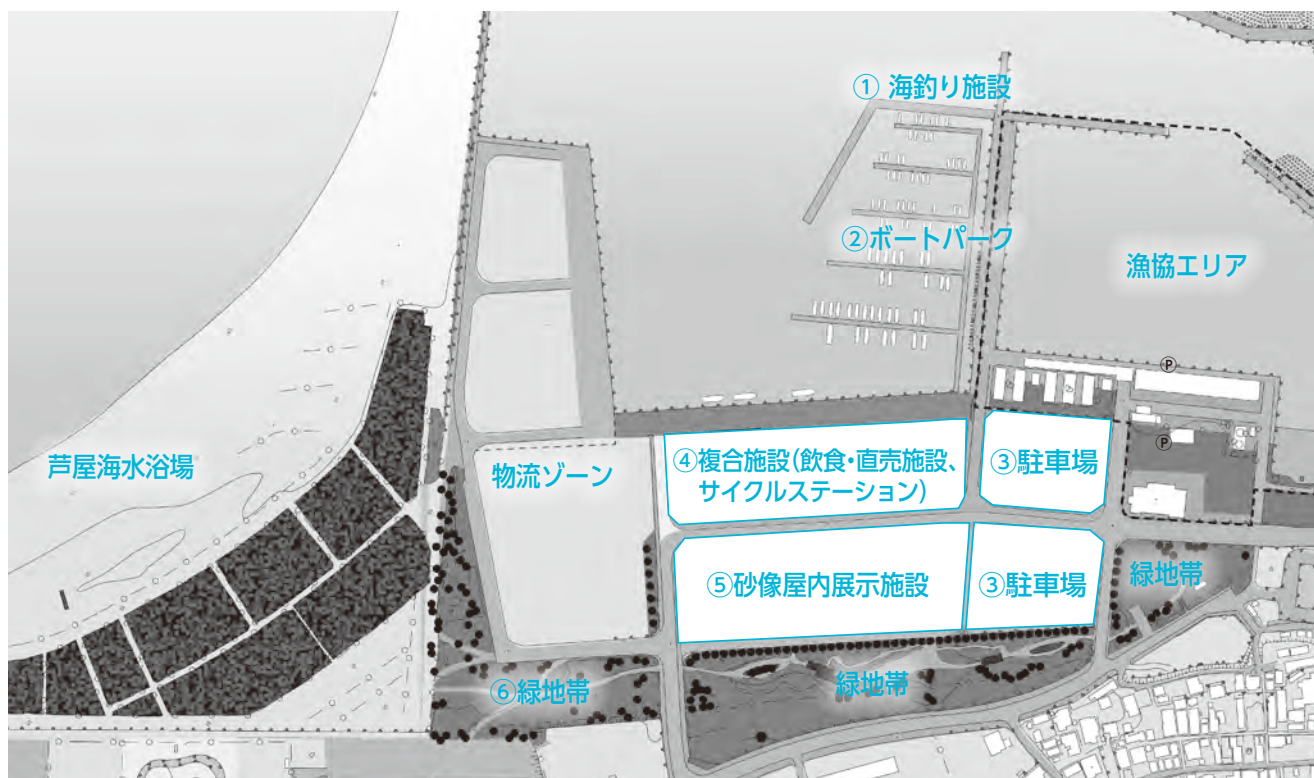 ① 海釣り施設
②ボートパーク
漁協エリア
Ⓟ
芦屋海水浴場
物流ゾーン
④複合施設(飲食・直売施設、
サイクルステーション)
③駐車場
Ⓟ
⑤砂像屋内展示施設
③駐車場
緑地帯
⑥緑地帯
緑地帯